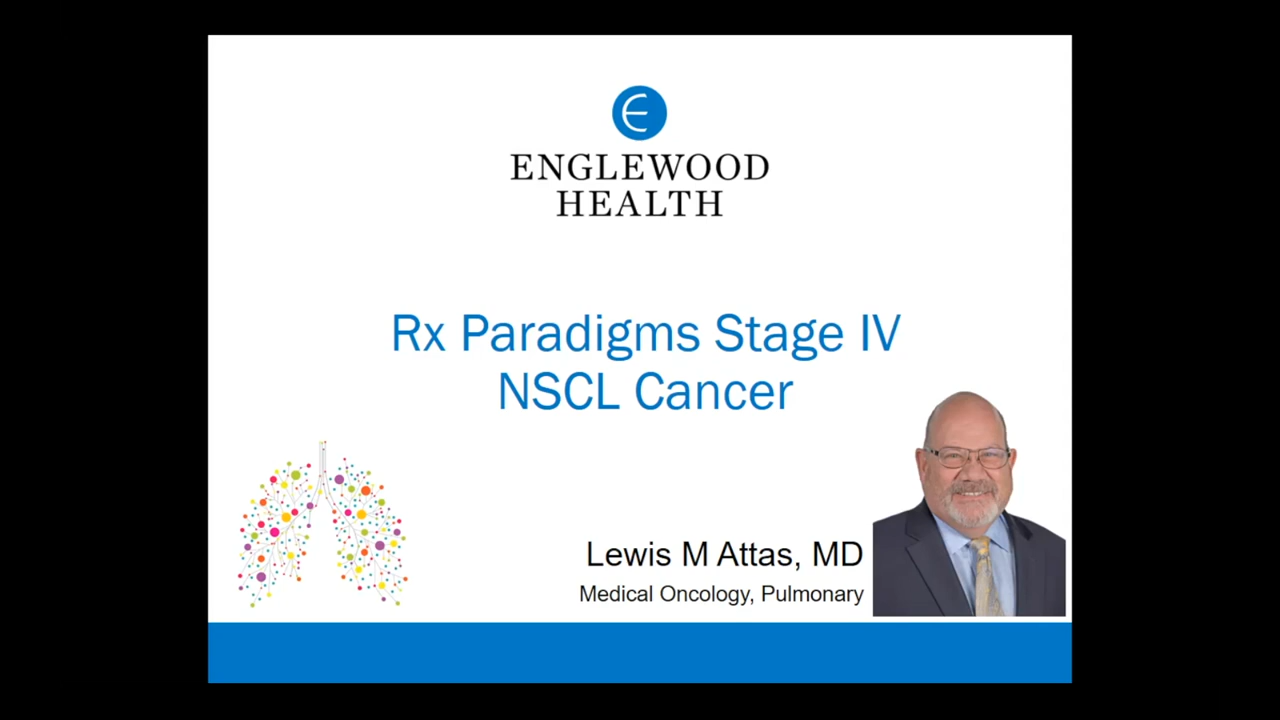 ENGLEWOOD
HEALTH
Rx Paradigms Stage IV
NSCL Cancer
Lewis M Attas, MD
Medical Oncology, Pulmonary